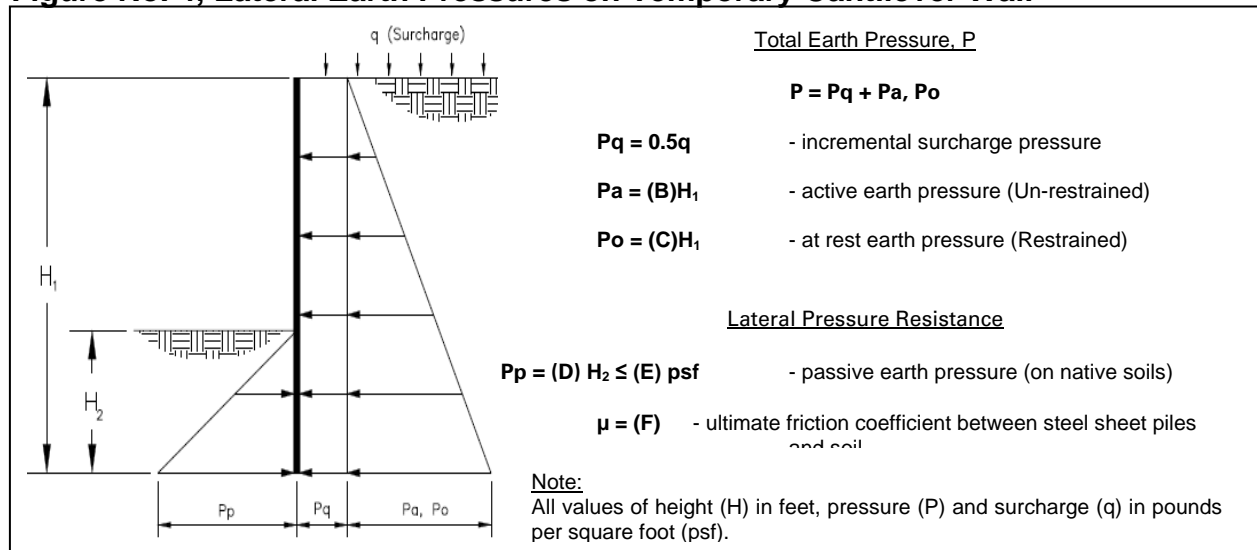 q (Surcharge)
H₁
H₂
Pp
Pq
Pa, Po
Total Earth Pressure, P
P = Pq + Pa, Po
Pq = 0.5q - incremental surcharge pressure
Pa = (B)H₁ - active earth pressure (Un-restrained)
Po = (C)H₁ - at rest earth pressure (Restrained)
Lateral Pressure Resistance
Pp = (D) H₂ ≤ (E) psf - passive earth pressure (on native soils)
µ = (F) - ultimate friction coefficient between steel sheet piles
and soil
Note:
All values of height (H) in feet, pressure (P) and surcharge (q) in pounds
per square foot (psf).